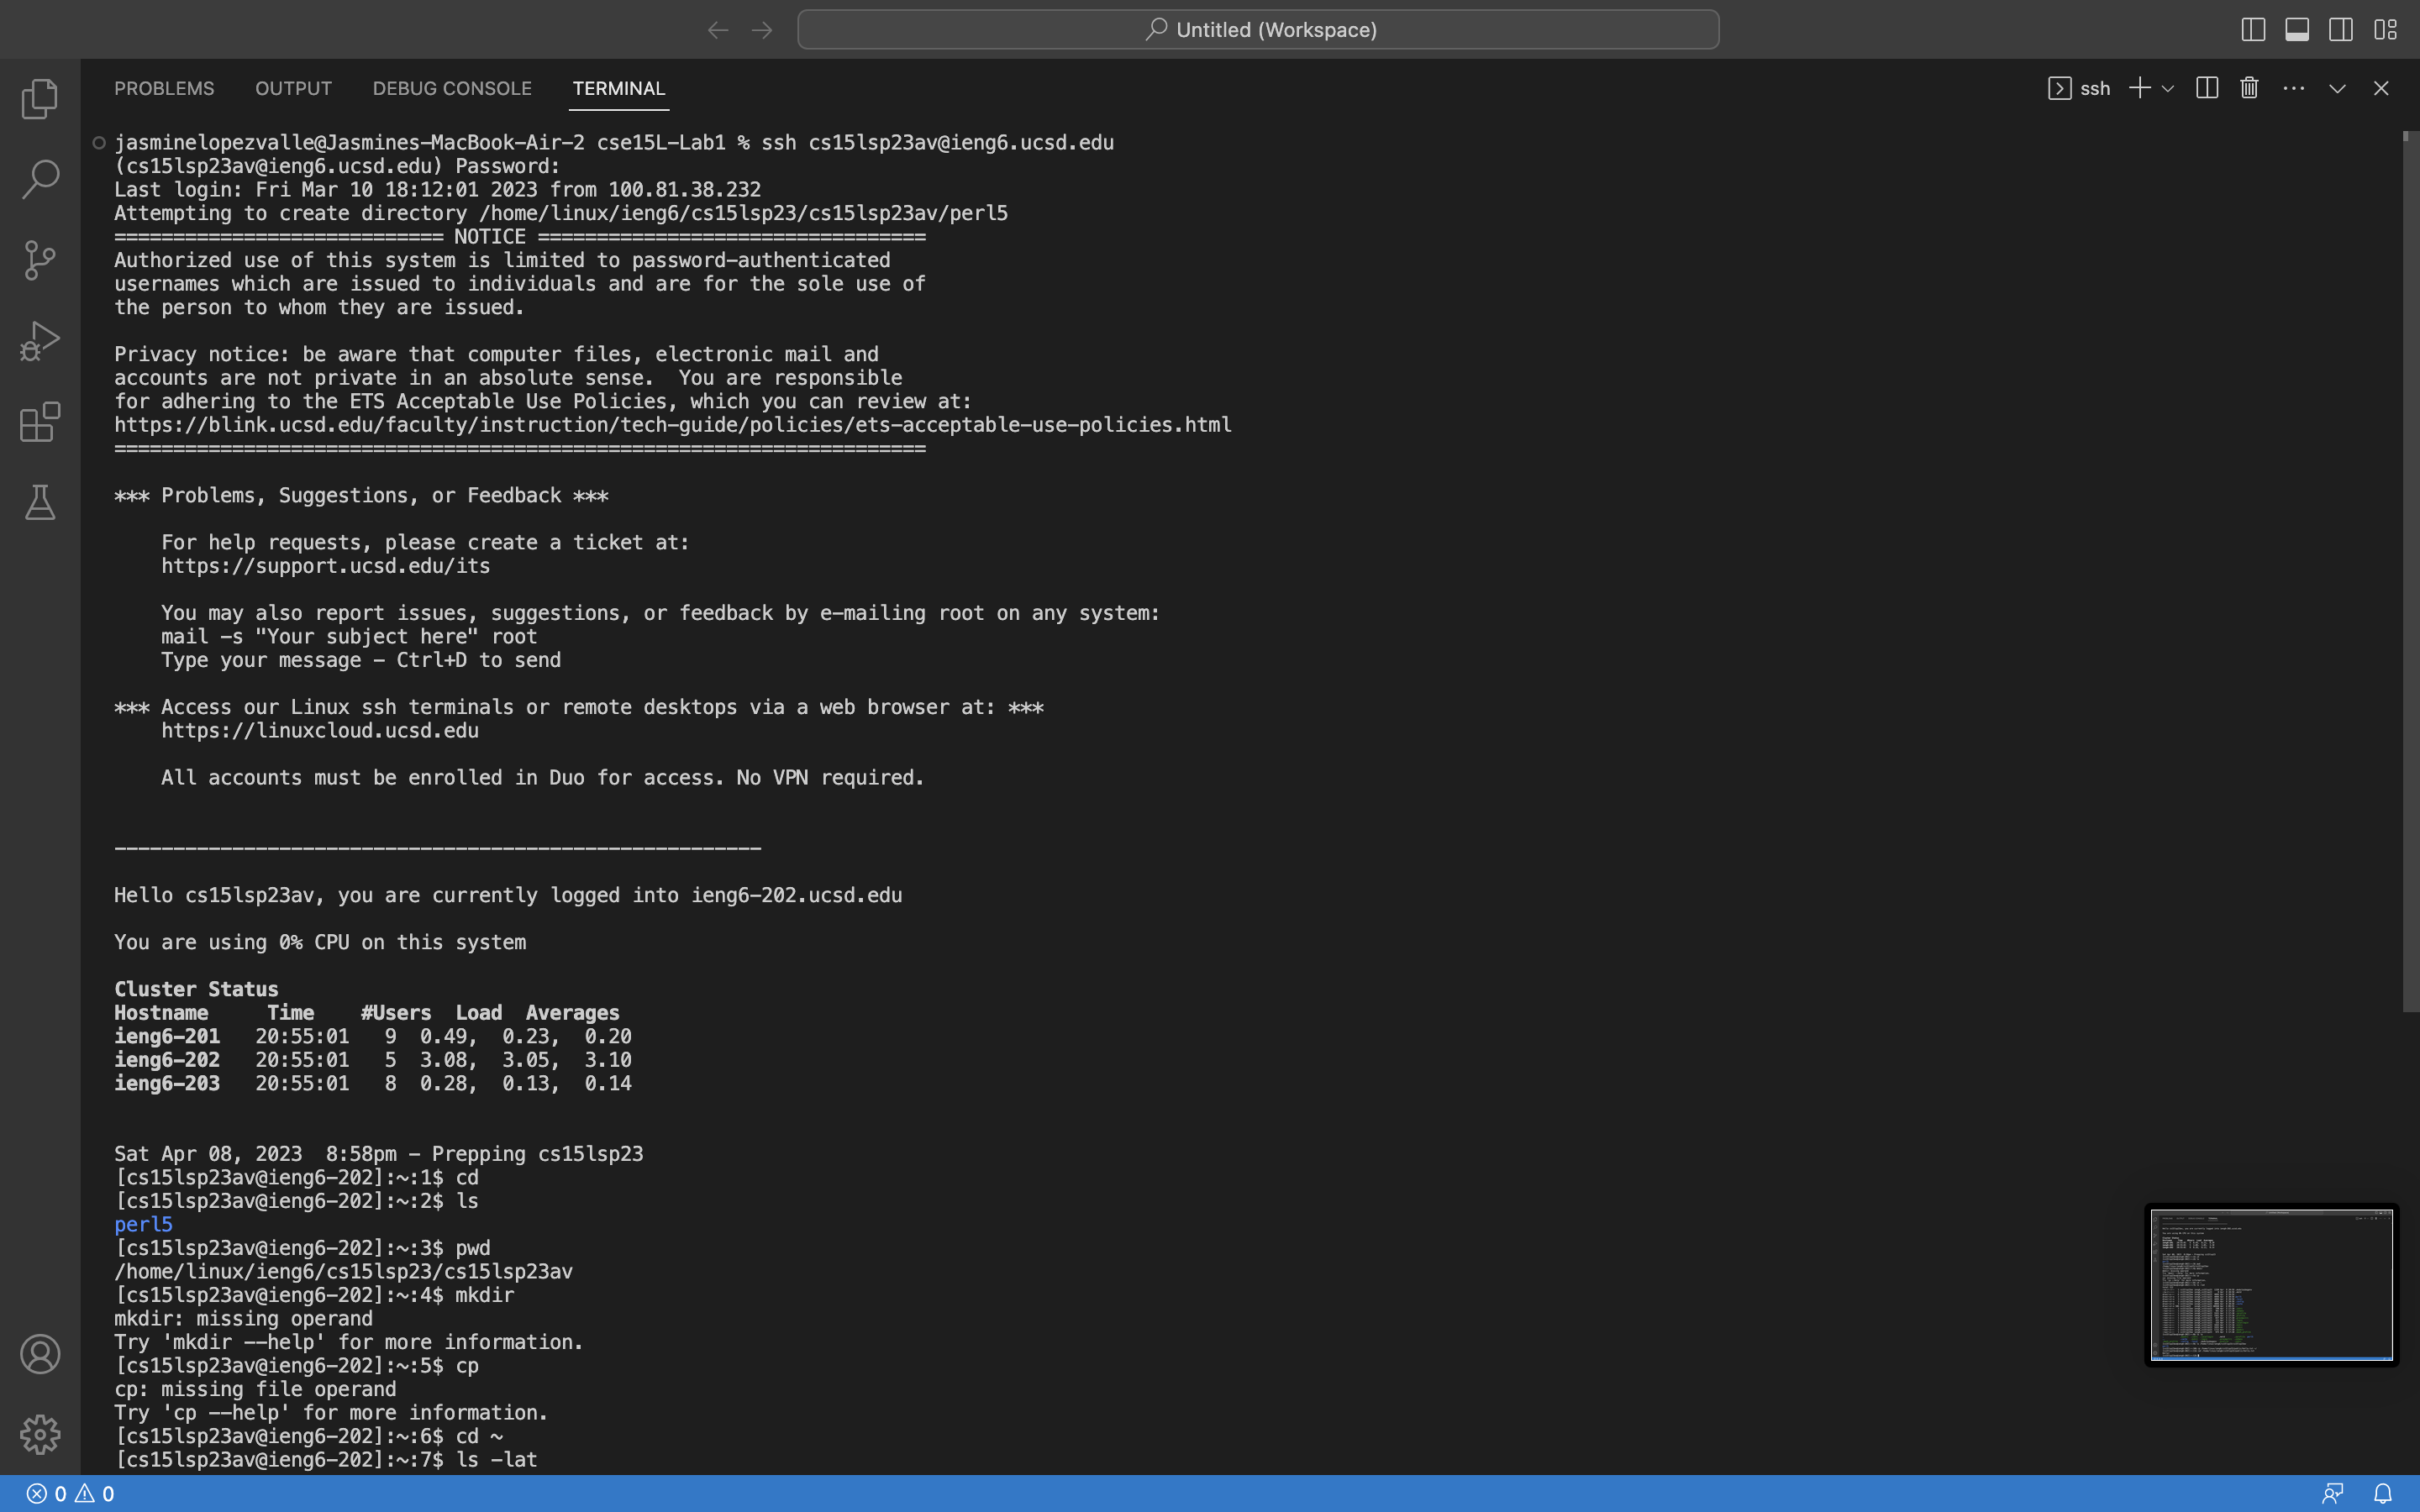 Untitled (Workspace)
PROBLEMS OUTPUT DEBUG CONSOLE TERMINAL ssh
jasminelopezvalle@Jasmines-MacBook-Air-2 cse15L-Lab1 % ssh cs15lsp23av@ieng6.ucsd.edu
(cs15lsp23av@ieng6.ucsd.edu) Password:
Last login: Fri Mar 10 18:12:01 2023 from 100.81.38.232
Attempting to create directory /home/linux/ieng6/cs15lsp23/cs15lsp23av/perl5
============================ NOTICE =================================
Authorized use of this system is limited to password-authenticated
usernames which are issued to individuals and are for the sole use of
the person to whom they are issued.
Privacy notice: be aware that computer files, electronic mail and
accounts are not private in an absolute sense.  You are responsible
for adhering to the ETS Acceptable Use Policies, which you can review at:
https://blink.ucsd.edu/faculty/instruction/tech-guide/policies/ets-acceptable-use-policies.html
=====================================================================
*** Problems, Suggestions, or Feedback ***
For help requests, please create a ticket at:
https://support.ucsd.edu/its
You may also report issues, suggestions, or feedback by e-mailing root on any system:
mail -s "Your subject here" root
Type your message - Ctrl+D to send
*** Access our Linux ssh terminals or remote desktops via a web browser at: ***
https://linuxcloud.ucsd.edu
All accounts must be enrolled in Duo for access. No VPN required.
-------------------------------------------------------
Hello cs15lsp23av, you are currently logged into ieng6-202.ucsd.edu
You are using 0% CPU on this system
Cluster Status
Hostname     Time    #Users  Load  Averages
ieng6-201   20:55:01   9  0.49,  0.23,  0.20
ieng6-202   20:55:01   5  3.08,  3.05,  3.10
ieng6-203   20:55:01   8  0.28,  0.13,  0.14
Sat Apr 08, 2023  8:58pm - Prepping cs15lsp23
[cs15lsp23av@ieng6-202]:~:1$ cd
[cs15lsp23av@ieng6-202]:~:2$ ls
perl5
[cs15lsp23av@ieng6-202]:~:3$ pwd
/home/linux/ieng6/cs15lsp23/cs15lsp23av
[cs15lsp23av@ieng6-202]:~:4$ mkdir
mkdir: missing operand
Try 'mkdir --help' for more information.
[cs15lsp23av@ieng6-202]:~:5$ cp
cp: missing file operand
Try 'cp --help' for more information.
[cs15lsp23av@ieng6-202]:~:6$ cd ~
[cs15lsp23av@ieng6-202]:~:7$ ls -lat
0 0